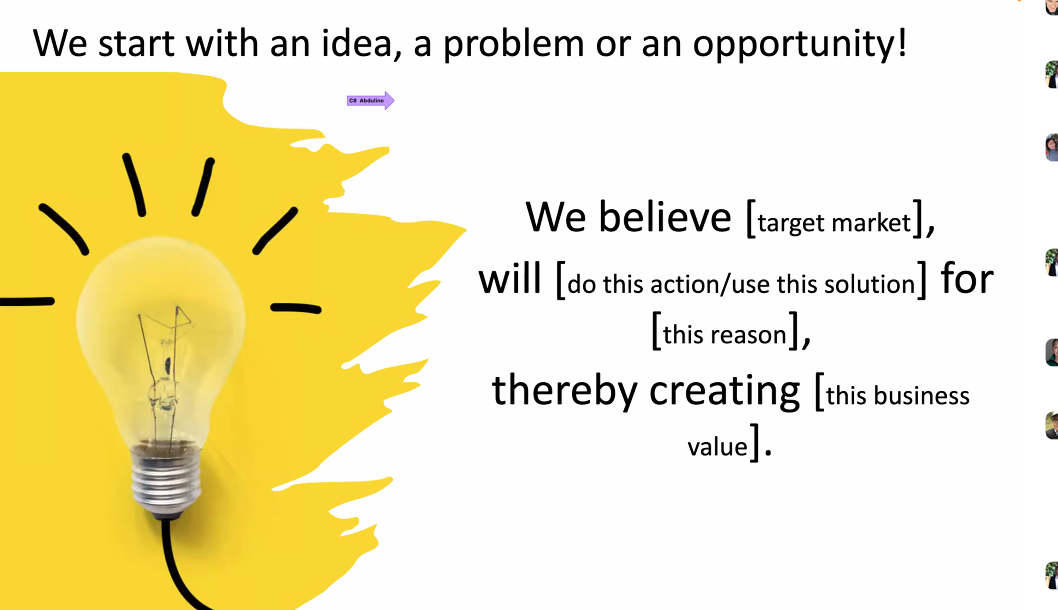 We start with an idea, a problem or an opportunity!
C8 Abdulino
We believe [target market],
will [do this action/use this solution] for
[this reason],
thereby creating [this business
value].